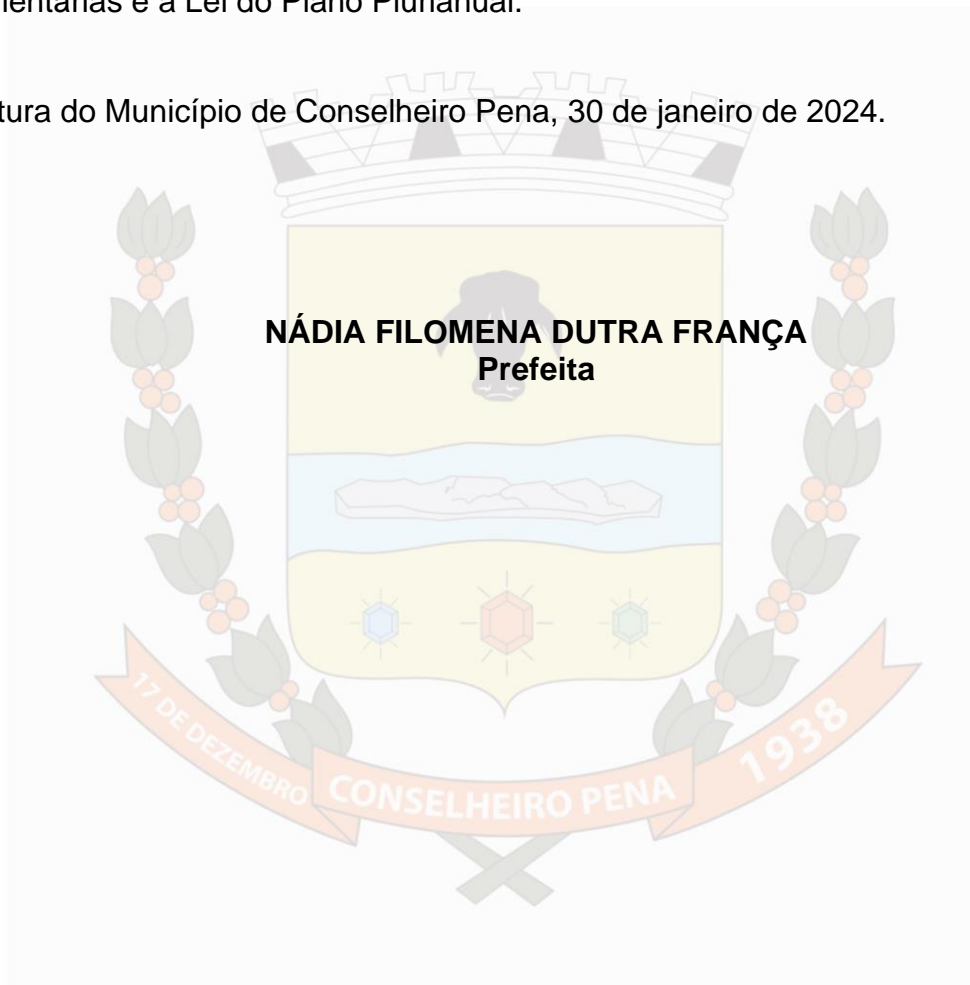 entárias e a Lei do Plano Plurianual.
tura do Município de Conselheiro Pena, 30 de janeiro de 2024.
NÁDIA FILOMENA DUTRA FRANÇA
Prefeita
17 DE DEZEMBRO
CONSELHEIRO PENA
1938